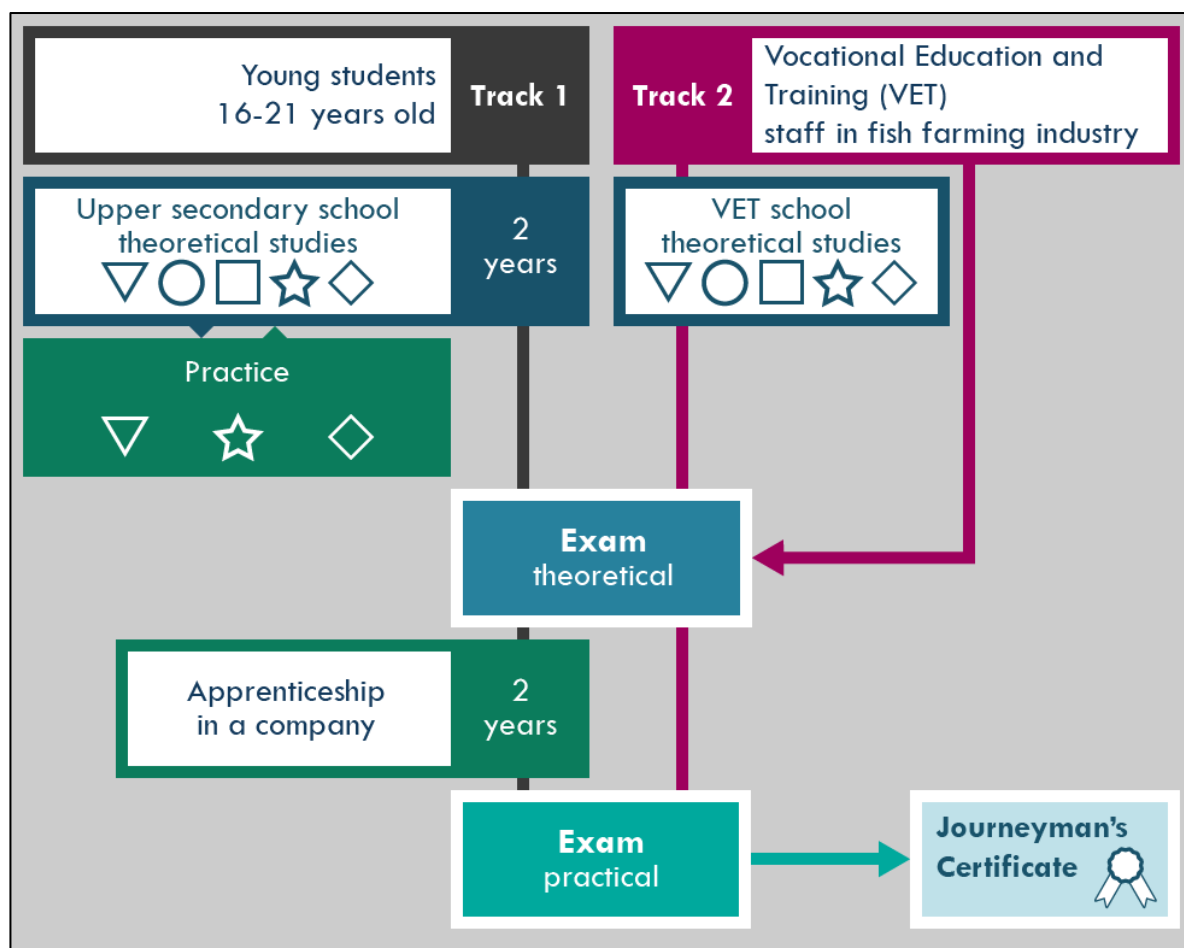 Young students
16-21 years old
Track 1
Track 2
Vocational Education and
Training (VET)
staff in fish farming industry
Upper secondary school
theoretical studies
2
years
VET school
theoretical studies
Practice
Exam
theoretical
Apprenticeship
in a company
2
years
Exam
practical
Journeyman's
Certificate